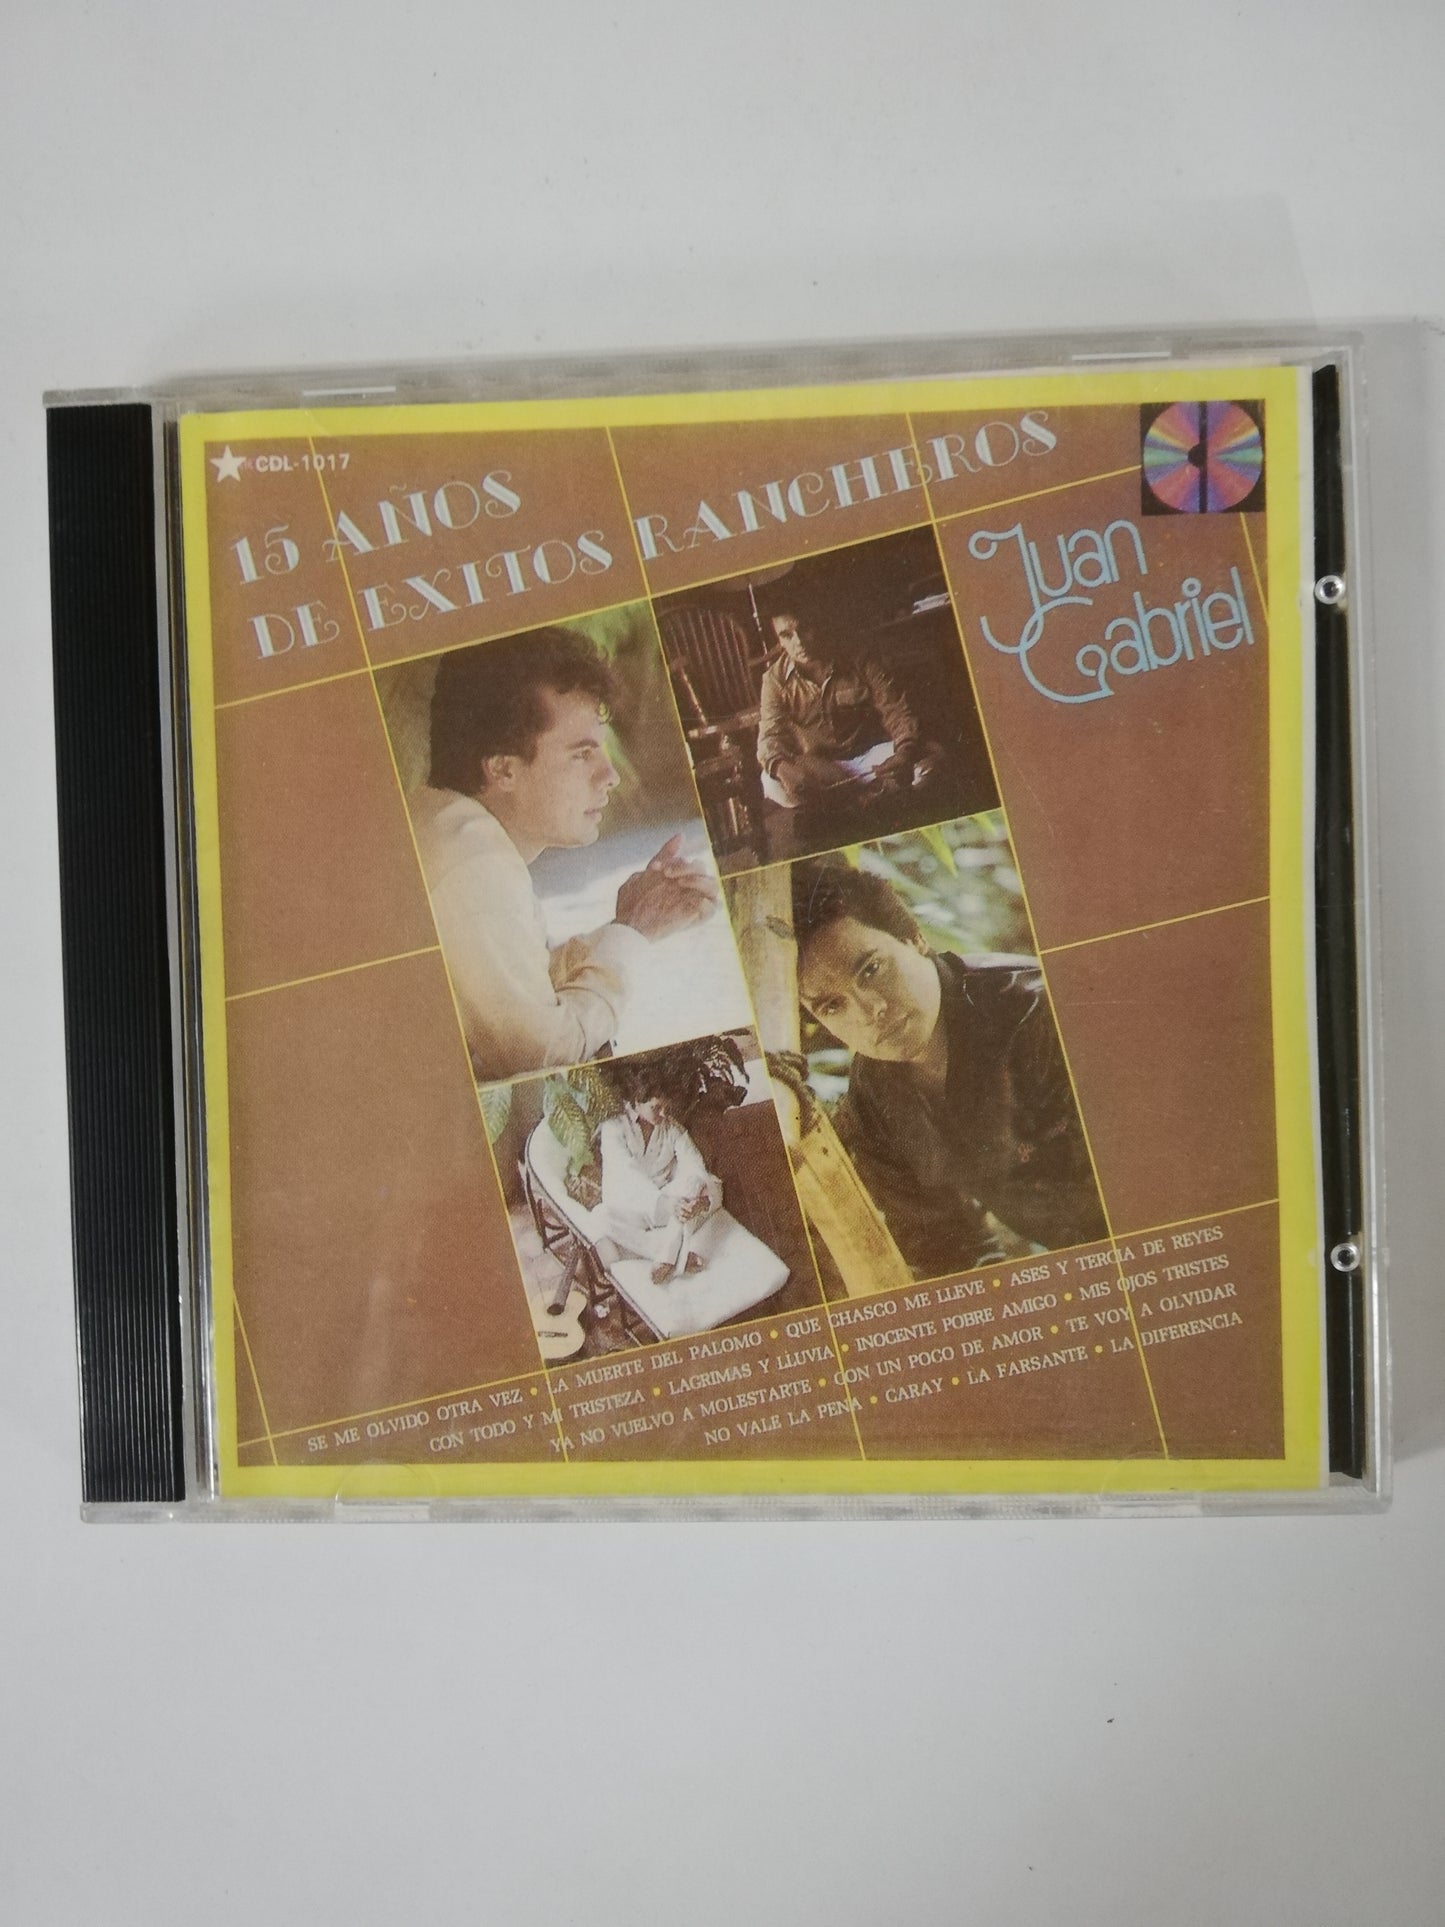 CDL-1017
15 AÑOS
DE EXITOS RANCHEROS
Juan
Gabriel
SE ME OLVIDO OTRA VEZ • LA MUERTE DEL PALOMO • QUE CHASCO ME LLEVE • ASES Y TERCIA DE REYES
CON TODO Y MI TRISTEZA • LAGRIMAS Y LLUVIA • INOCENTE POBRE AMIGO • MIS OJOS TRISTES
YA NO VUELVO A MOLESTARTE • CON UN POCO DE AMOR • TE VOY A OLVIDAR
NO VALE LA PENA • CARAY • LA FARSANTE • LA DIFERENCIA